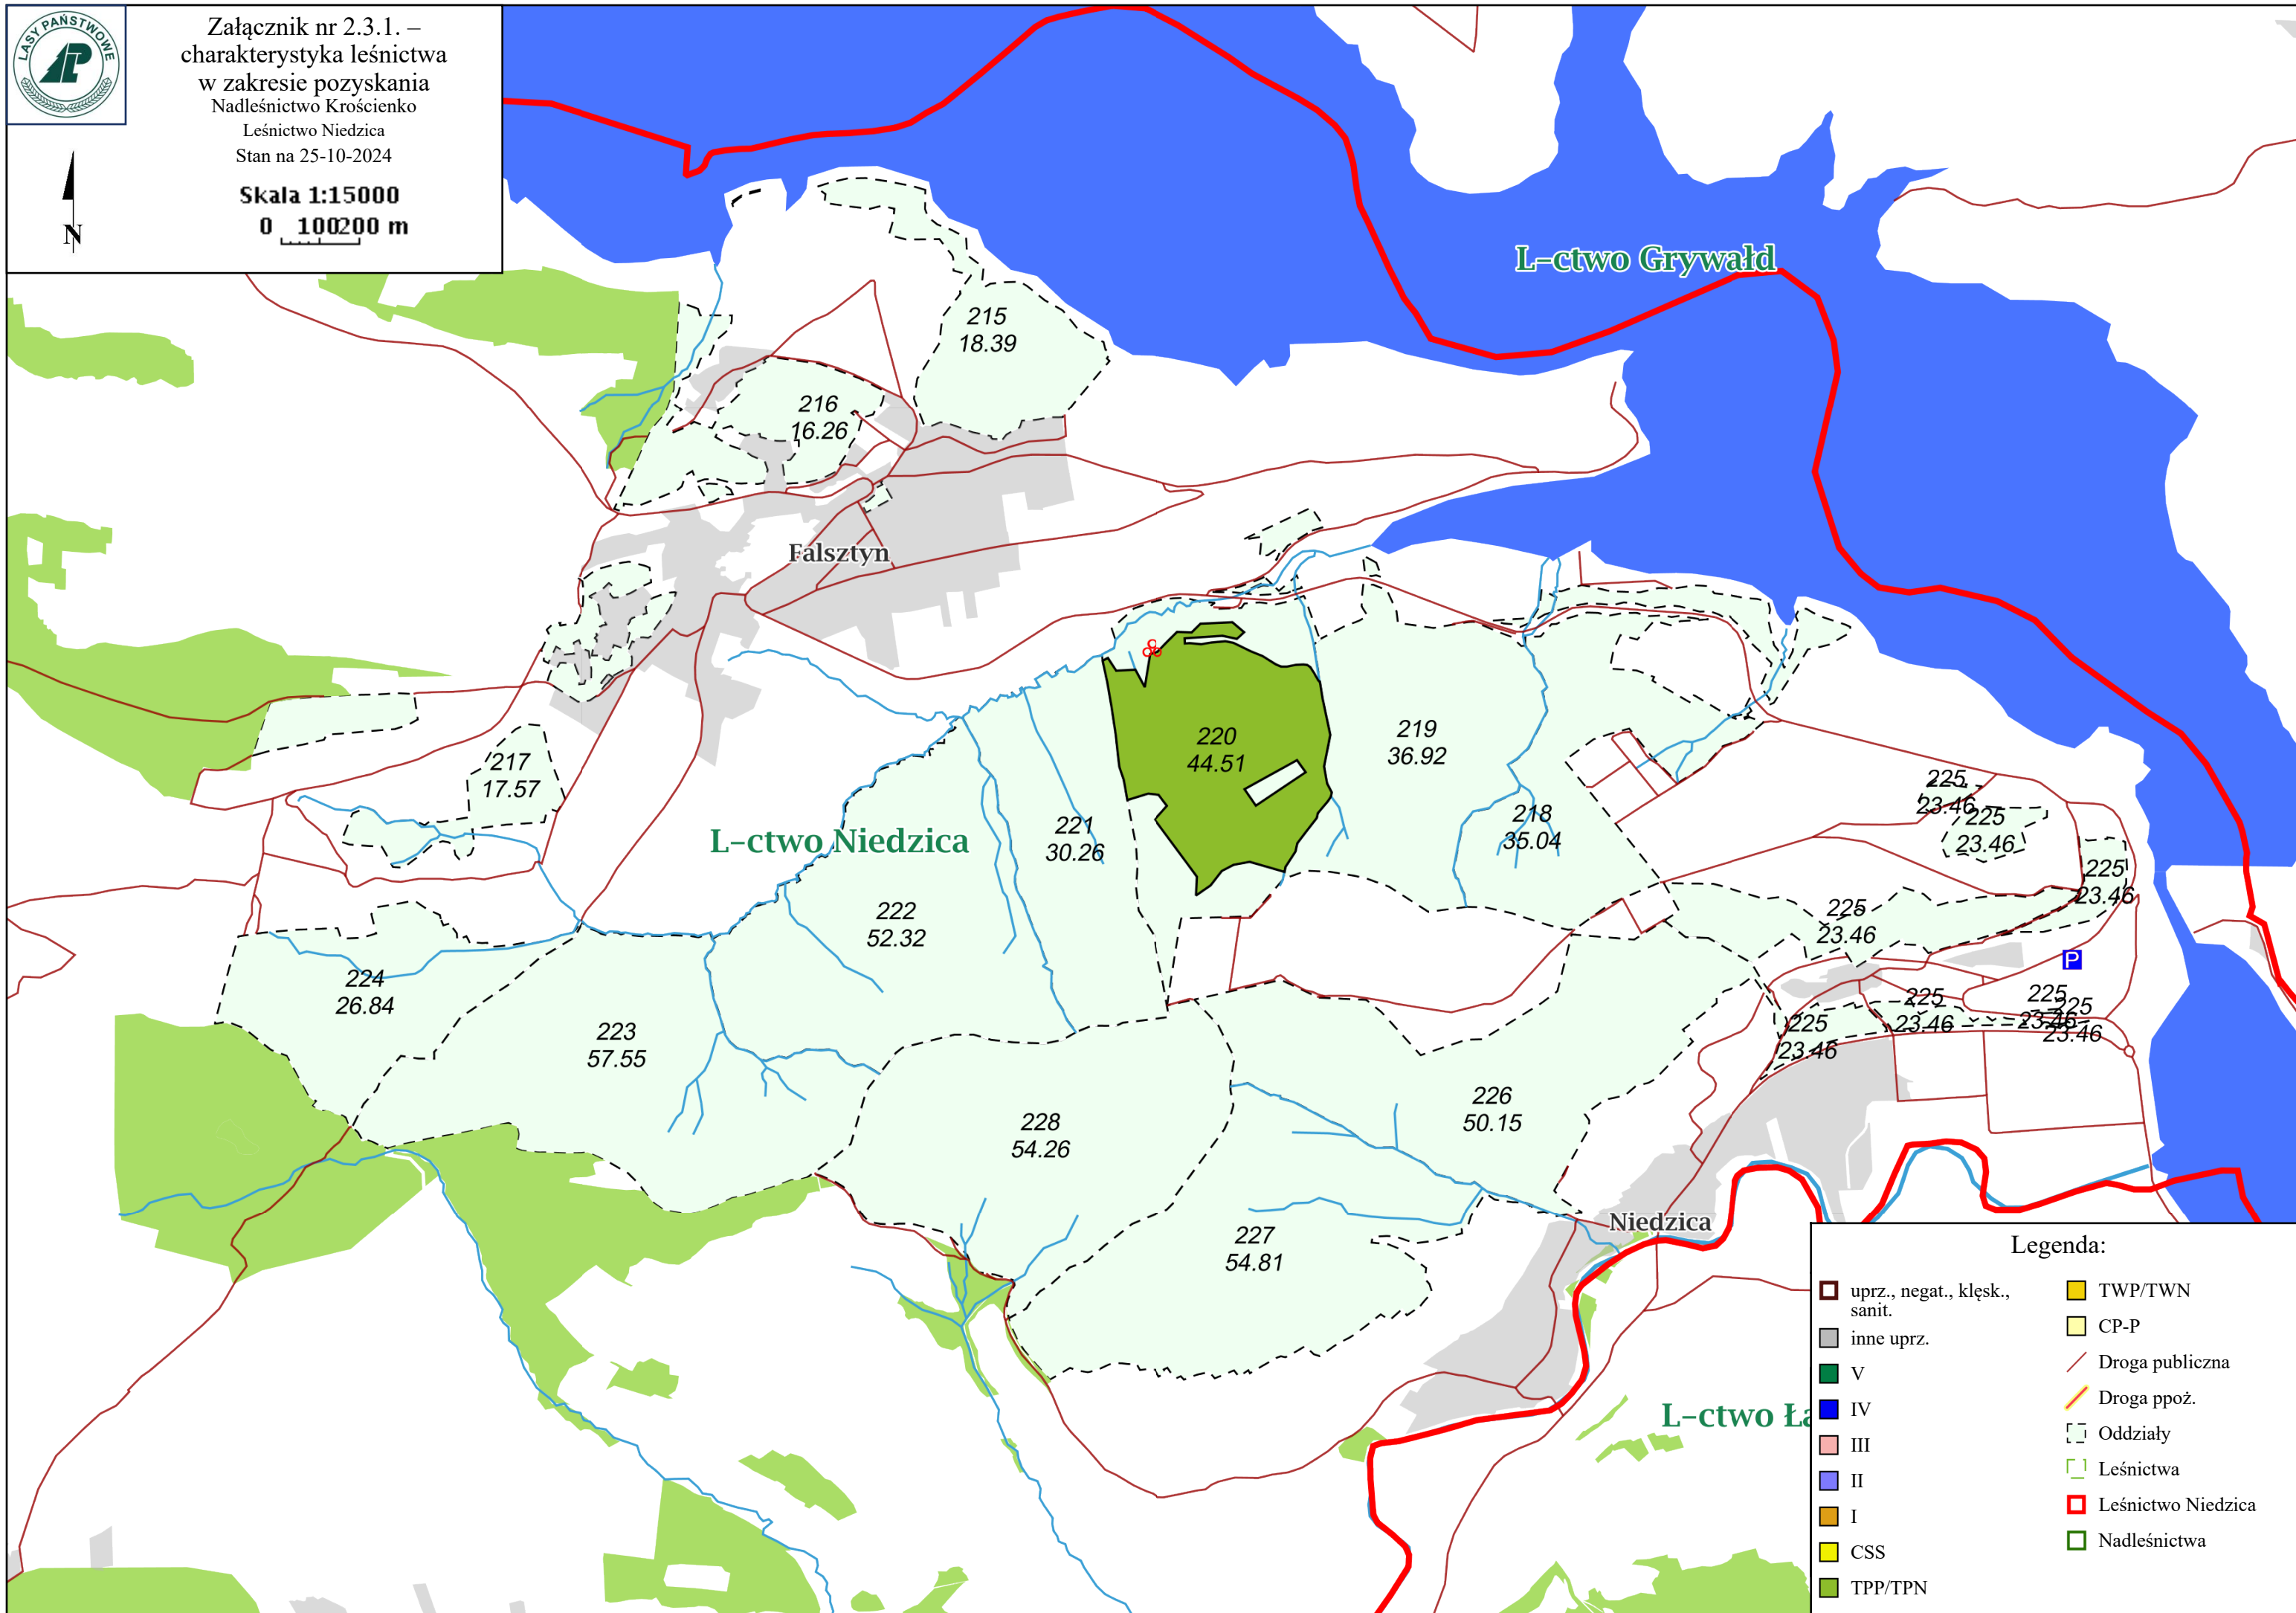 LASY PAŃSTWOWE
Załącznik nr 2.3.1. –
charakterystyka leśnictwa
w zakresie pozyskania
Nadleśnictwo Krościenko
Leśnictwo Niedzica
Stan na 25-10-2024
Skala 1:15000
0 100200 m
N
L-ctwo Grywałd
215
18.39
216
16.26
Falsztyn
217
17.57
220
44.51
219
36.92
218
35.04
221
30.26
L-ctwo Niedzica
222
52.32
225
23.46
225
23.46
225
23.46
225
23.46
P
224
26.84
223
57.55
225
23.46
225
23.46
225
23.46
225
23.46
228
54.26
226
50.15
227
54.81
Niedzica
L-ctwo Ła
Legenda:
uprz., negat., klęsk.,
sanit.
inne uprz.
V
IV
III
II
I
CSS
TPP/TPN
TWP/TWN
CP-P
Droga publiczna
Droga ppoż.
Oddziały
Leśnictwa
Leśnictwo Niedzica
Nadleśnictwa